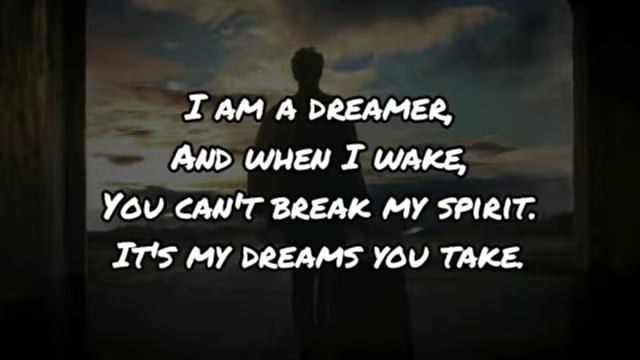 I AM A DREAMER,
AND WHEN I WAKE,
YOU CAN'T BREAK MY SPIRIT.
IT'S MY DREAMS YOU TAKE.